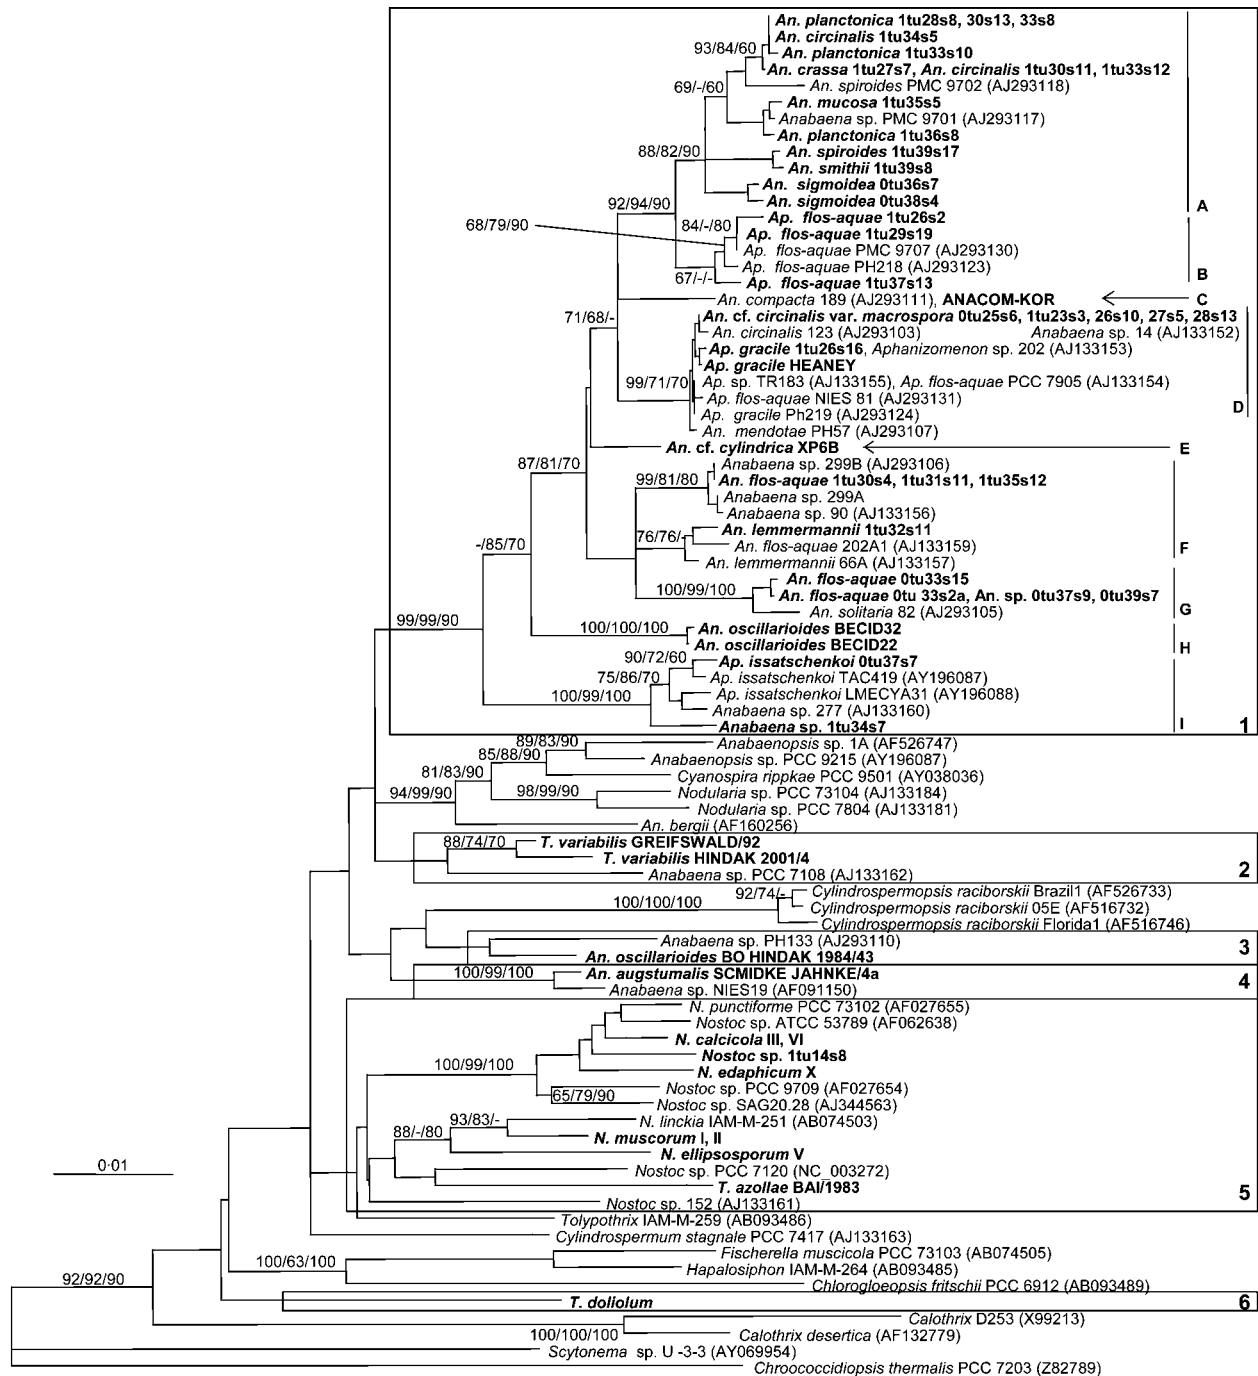 An. planctonica 1tu28s8, 30s13, 33s8
An. circinalis 1tu34s5
93/84/60
An. planctonica 1tu33s10
An. crassa 1tu27s7, An. circinalis 1tu30s11, 1tu33s12
69/-/60
An. spiroides PMC 9702 (AJ293118)
An. mucosa 1tu35s5
Anabaena sp. PMC 9701 (AJ293117)
An. planctonica 1tu36s8
88/82/90
An. spiroides 1tu39s17
An. smithii 1tu39s8
An. sigmoidea 0tu36s7
92/94/90
An. sigmoidea 0tu38s4
A
68/79/90
84/-/80
Ap. flos-aquae 1tu26s2
Ap. flos-aquae 1tu29s19
Ap. flos-aquae PMC 9707 (AJ293130)
Ap. flos-aquae PH218 (AJ293123)
B
67/-/-
Ap. flos-aquae 1tu37s13
An. compacta 189 (AJ293111), ANACOM-KOR
C
71/68/-
An. cf. circinalis var. macrospora 0tu25s6, 1tu23s3, 26s10, 27s5, 28s13
An. circinalis 123 (AJ293103)
Anabaena sp. 14 (AJ133152)
Ap. gracile 1tu26s16, Aphanizomenon sp. 202 (AJ133153)
Ap. gracile HEANEY
99/71/70
Ap. sp. TR183 (AJ133155), Ap. flos-aquae PCC 7905 (AJ133154)
Ap. flos-aquae NIES 81 (AJ293131)
D
Ap. gracile Ph219 (AJ293124)
An. mendotae PH57 (AJ293107)
An. cf. cylindrica XP6B
E
87/81/70
Anabaena sp. 299B (AJ293106)
99/81/80
An. flos-aquae 1tu30s4, 1tu31s11, 1tu35s12
Anabaena sp. 299A
Anabaena sp. 90 (AJ133156)
An. lemmermannii 1tu32s11
76/76/-
An. flos-aquae 202A1 (AJ133159)
F
-/85/70
An. lemmermannii 66A (AJ133157)
An. flos-aquae 0tu33s15
100/99/100
An. flos-aquae 0tu 33s2a, An. sp. 0tu37s9, 0tu39s7
An. solitaria 82 (AJ293105)
G
99/99/90
100/100/100
An. oscillarioides BECID32
An. oscillarioides BECID22
H
90/72/60
Ap. issatschenkoi 0tu37s7
75/86/70
Ap. issatschenkoi TAC419 (AY196087)
100/99/100
Ap. issatschenkoi LMECYA31 (AY196088)
Anabaena sp. 277 (AJ133160)
Anabaena sp. 1tu34s7
I
1
89/83/90
Anabaenopsis sp. 1A (AF526747)
85/88/90
Anabaenopsis sp. PCC 9215 (AY196087)
81/83/90
Cyanospira rippkae PCC 9501 (AY038036)
98/99/90
Nodularia sp. PCC 73104 (AJ133184)
94/99/90
Nodularia sp. PCC 7804 (AJ133181)
An. bergii (AF160256)
88/74/70
T. variabilis GREIFSWALD/92
T. variabilis HINDAK 2001/4
Anabaena sp. PCC 7108 (AJ133162)
2
92/74/-
Cylindrospermopsis raciborskii Brazil1 (AF526733)
100/100/100
Cylindrospermopsis raciborskii 05E (AF516732)
Cylindrospermopsis raciborskii Florida1 (AF516746)
Anabaena sp. PH133 (AJ293110)
3
An. oscillarioides BO HINDAK 1984/43
100/99/100
An. augstumalis SCMIDKE JAHNKE/4a
Anabaena sp. NIES19 (AF091150)
4
N. punctiforme PCC 73102 (AF027655)
Nostoc sp. ATCC 53789 (AF062638)
N. calcicola III, VI
Nostoc sp. 1tu14s8
100/99/100
N. edaphicum X
Nostoc sp. PCC 9709 (AF027654)
65/79/90
Nostoc sp. SAG20.28 (AJ344563)
93/83/-
N. linckia IAM-M-251 (AB074503)
88/-/80
N. muscorum I, II
N. ellipsosporum V
0·01
Nostoc sp. PCC 7120 (NC_003272)
T. azollae BAI/1983
5
Nostoc sp. 152 (AJ133161)
Tolypothrix IAM-M-259 (AB093486)
Cylindrospermum stagnale PCC 7417 (AJ133163)
Fischerella muscicola PCC 73103 (AB074505)
100/63/100
Hapalosiphon IAM-M-264 (AB093485)
92/92/90
Chlorogloeopsis fritschii PCC 6912 (AB093489)
T. doliolum
6
Calothrix D253 (X99213)
100/100/100
Calothrix desertica (AF132779)
Scytonema sp. U -3-3 (AY069954)
Chroococcidiopsis thermalis PCC 7203 (Z82789)